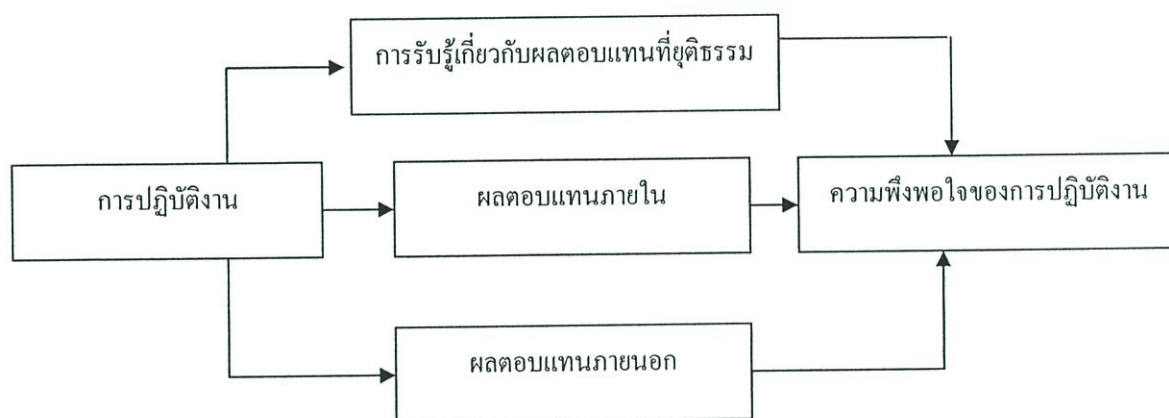 การรับรู้เกี่ยวกับผลตอบแทนที่ยุติธรรม
การปฏิบัติงาน
ผลตอบแทนภายใน
ความพึงพอใจของการปฏิบัติงาน
ผลตอบแทนภายนอก